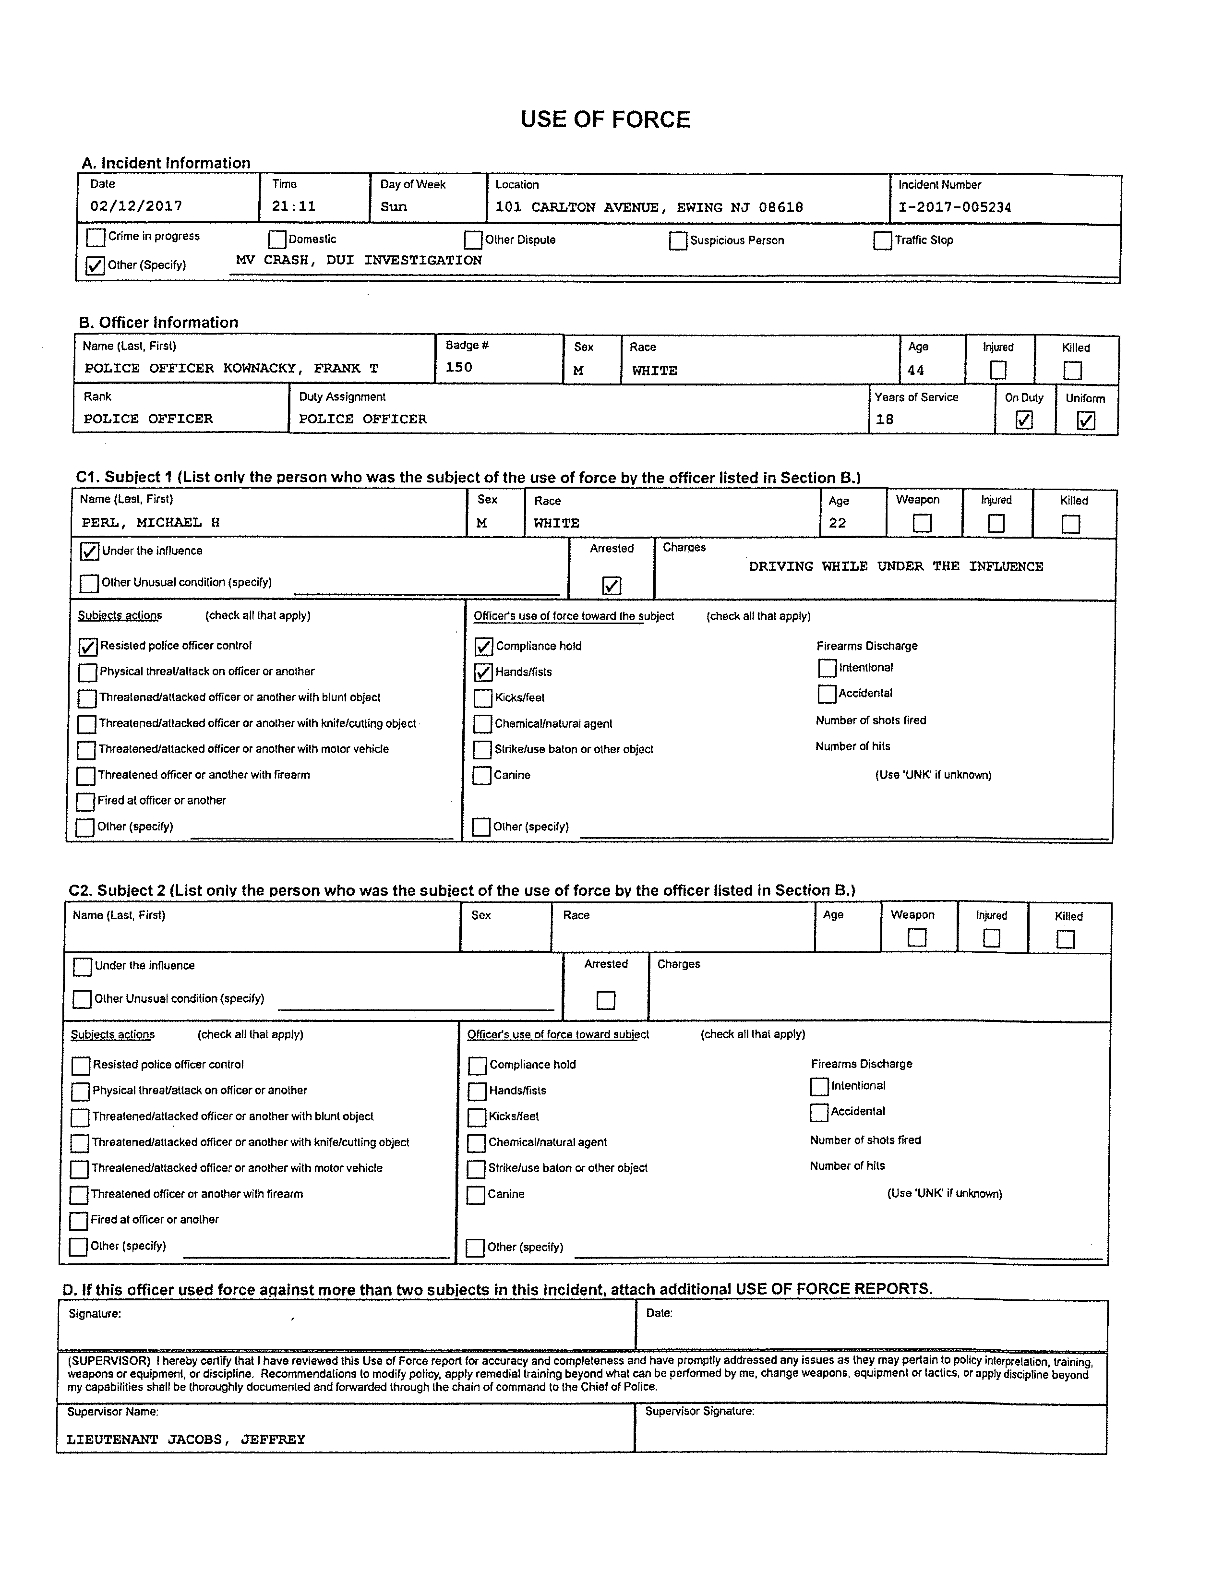 USE OF FORCE
A. Incident Information
Date Time Day of Week Location Incident Number
02/12/2017 21:11 Sun 101 CARLTON AVENUE, EWING NJ 08618 I-2017-005234
Crime in progress Domestic Other Dispute Suspicious Person Traffic Stop
Other (Specify) MV CRASH, DUI INVESTIGATION
B. Officer Information
Name (Last, First) Badge # Sex Race Age Injured Killed
POLICE OFFICER KOWNACKY, FRANK T 150 M WHITE 44
Rank Duty Assignment Years of Service On Duty Uniform
POLICE OFFICER POLICE OFFICER 18
C1. Subject 1 (List only the person who was the subject of the use of force by the officer listed in Section B.)
Name (Last, First) Sex Race Age Weapon Injured Killed
PERL, MICHAEL H M WHITE 22
Under the influence Arrested Charges
DRIVING WHILE UNDER THE INFLUENCE
Other Unusual condition (specify)
Subjects actions (check all that apply) Officer's use of force toward the subject (check all that apply)
Resisted police officer control Compliance hold Firearms Discharge
Physical threat/attack on officer or another Hands/fists Intentional
Threatened/attacked officer or another with blunt object Kicks/feet Accidental
Threatened/attacked officer or another with knife/cutting object Chemical/natural agent Number of shots fired
Threatened/attacked officer or another with motor vehicle Strike/use baton or other object Number of hits
Threatened officer or another with firearm Canine (Use 'UNK' if unknown)
Fired at officer or another
Other (specify) Other (specify)
C2. Subject 2 (List only the person who was the subject of the use of force by the officer listed in Section B.)
Name (Last, First) Sex Race Age Weapon Injured Killed
Under the influence Arrested Charges
Other Unusual condition (specify)
Subjects actions (check all that apply) Officer's use of force toward subject (check all that apply)
Resisted police officer control Compliance hold Firearms Discharge
Physical threat/attack on officer or another Hands/fists Intentional
Threatened/attacked officer or another with blunt object Kicks/feet Accidental
Threatened/attacked officer or another with knife/cutting object Chemical/natural agent Number of shots fired
Threatened/attacked officer or another with motor vehicle Strike/use baton or other object Number of hits
Threatened officer or another with firearm Canine (Use 'UNK' if unknown)
Fired at officer or another
Other (specify) Other (specify)
D. If this officer used force against more than two subjects in this incident, attach additional USE OF FORCE REPORTS.
Signature: Date:
(SUPERVISOR) I hereby certify that I have reviewed this Use of Force report for accuracy and completeness and have promptly addressed any issues as they may pertain to policy interpretation, training,
weapons or equipment, or discipline. Recommendations to modify policy, apply remedial training beyond what can be performed by me, change weapons, equipment or tactics, or apply discipline beyond
my capabilities shall be thoroughly documented and forwarded through the chain of command to the Chief of Police.
Supervisor Name: Supervisor Signature:
LIEUTENANT JACOBS, JEFFREY